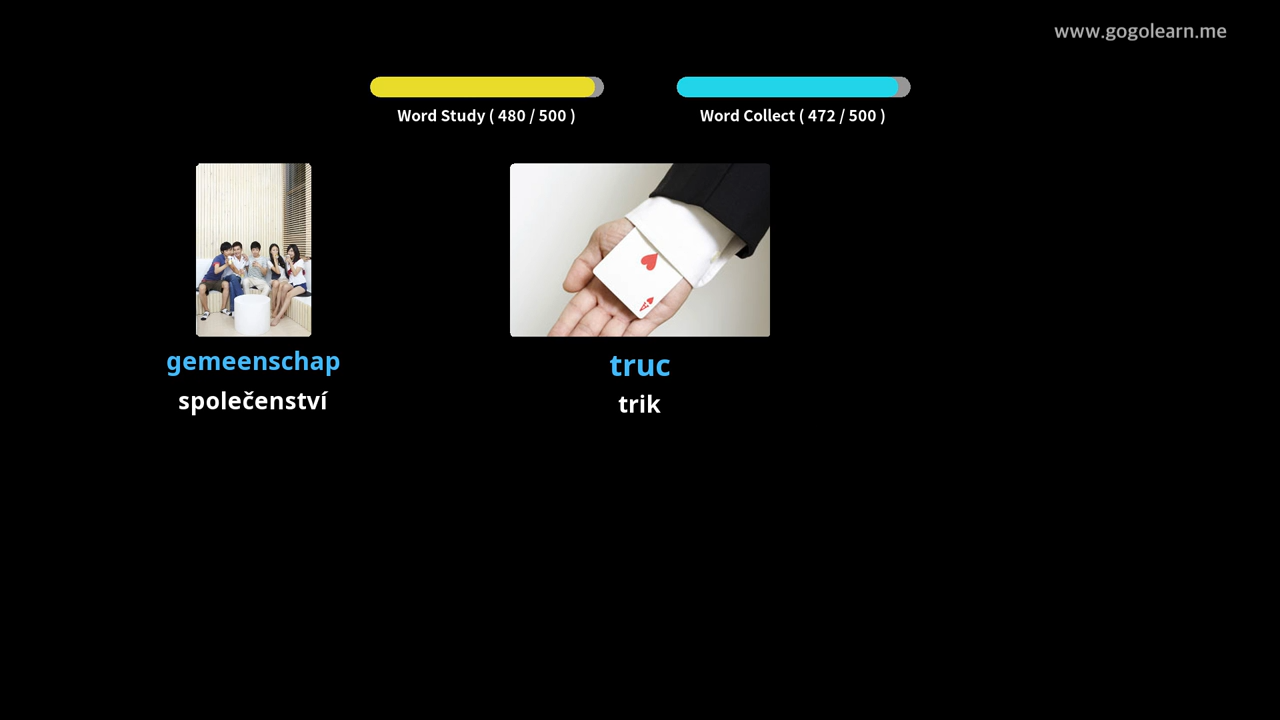 www.gogolearn.me
Word Study ( 480 / 500 )
Word Collect ( 472 / 500 )
gemeenschap
společenství
truc
trik